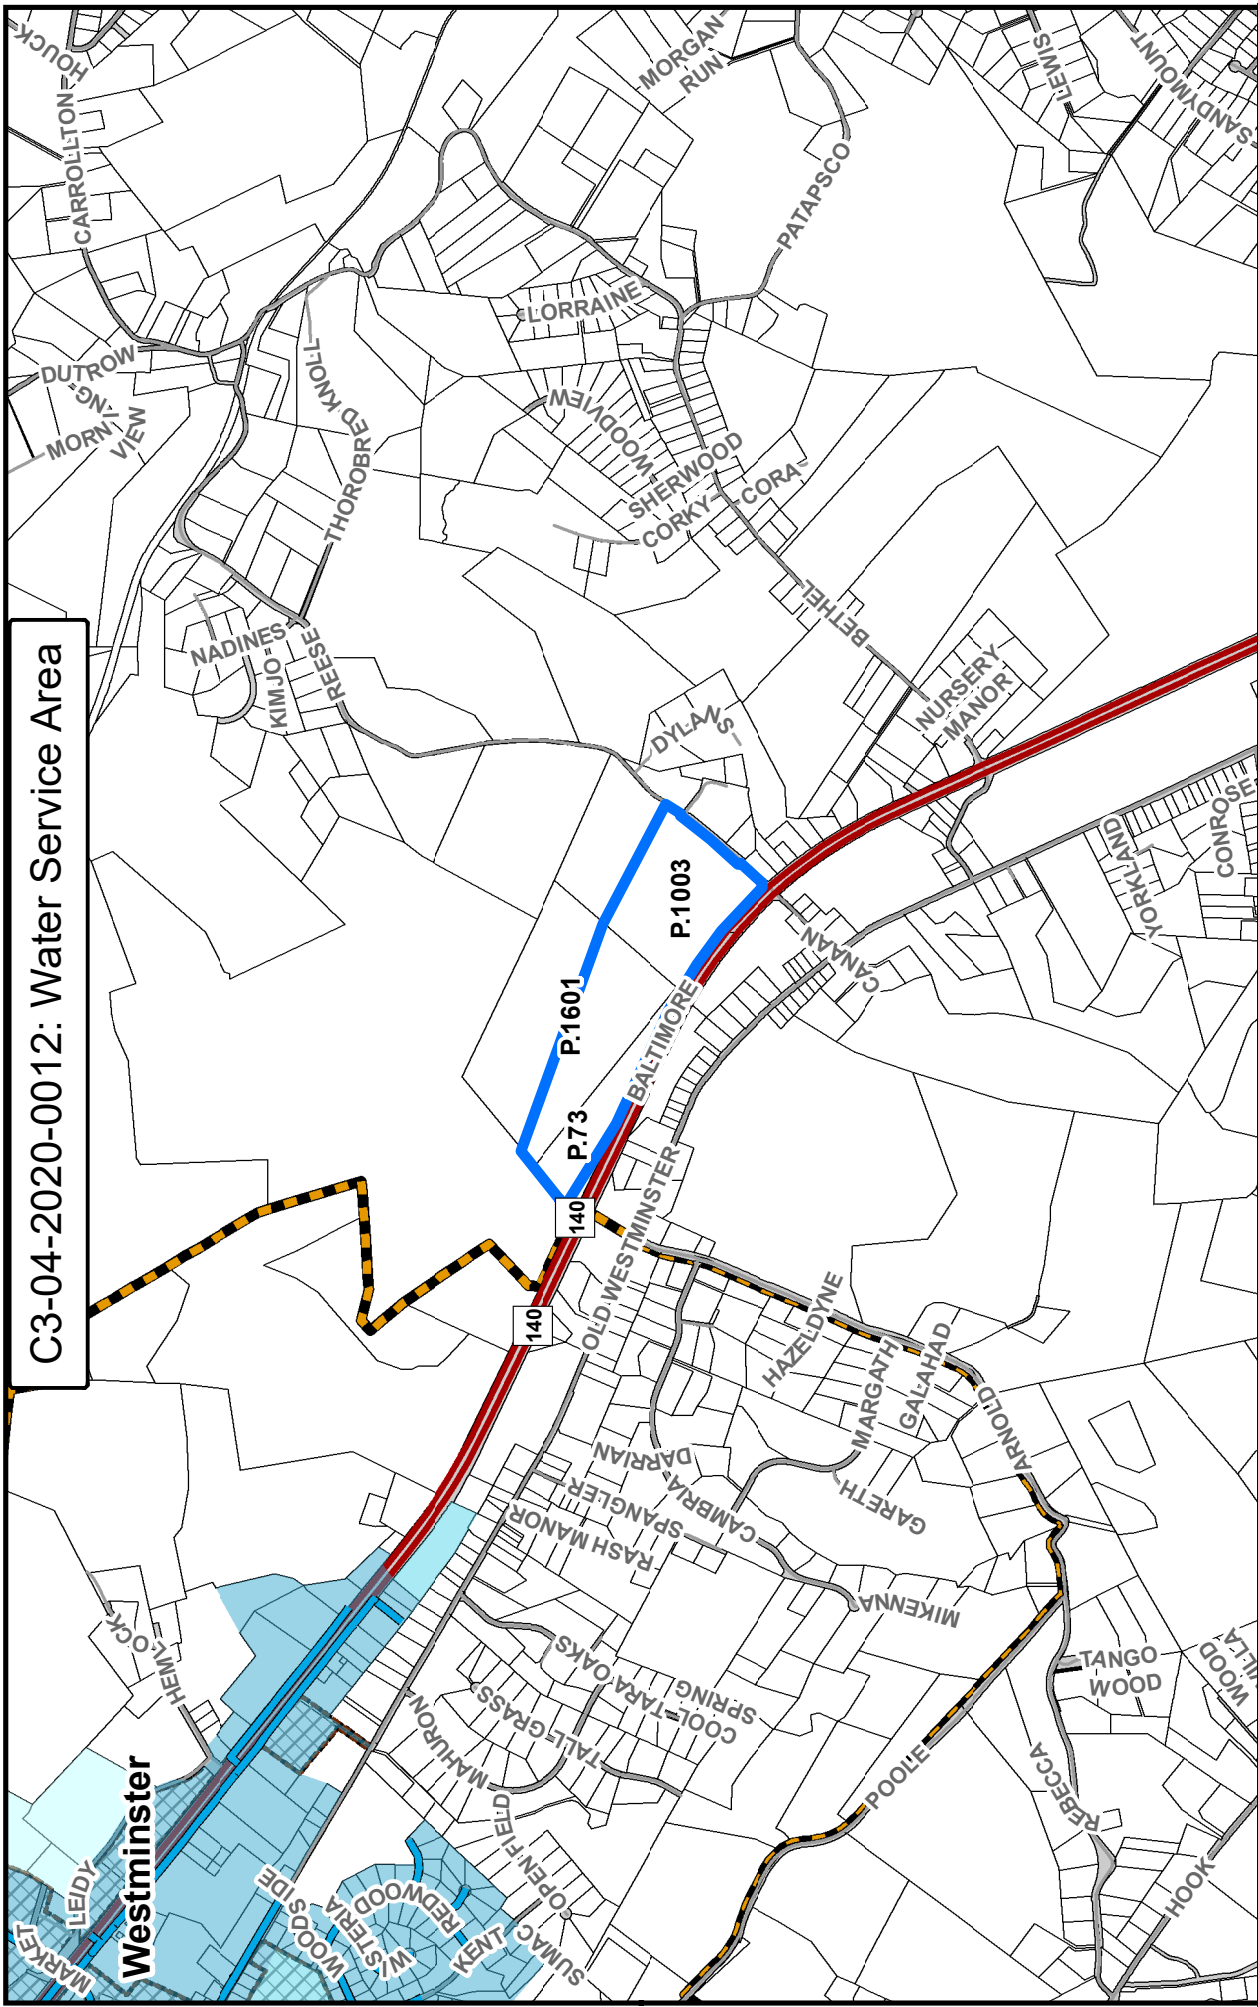 C3-04-2020-0012: Water Service Area
HOUCK
CARROLLTON
DUTROW
MORNING
VIEW
THOROBRED KNOLL
NADINES
KIMJO
REESE
MORGAN
RUN
LEWIS
SANDYMOUNT
PATAPSCO
LORRAINE
WOODVIEW
SHERWOOD
CORKY
CORA
BETHEL
NURSERY
MANOR
DYLANS
P.1003
P.1601
P.73
BALTIMORE
140
140
CANAAN
YORKLAND
CONROSE
OLD WESTMINSTER
HAZELDYNE
MARGATH
GALAHAD
ARNOLD
DARRIAN
CAMBRIA
GARETH
SPANGLER
RASH MANOR
MIKENNA
TARA OAKS
COOL
SPRING
TALL GRASS
MAHURON
OPEN FIELD
HEMLOCK
Westminster
LEIDY
MARKET
WOODSIDE
WISTERIA
REDWOOD
KENT
SUMAC
POOLE
TANGO
WOOD
WOOD
REBECCA
HOOK